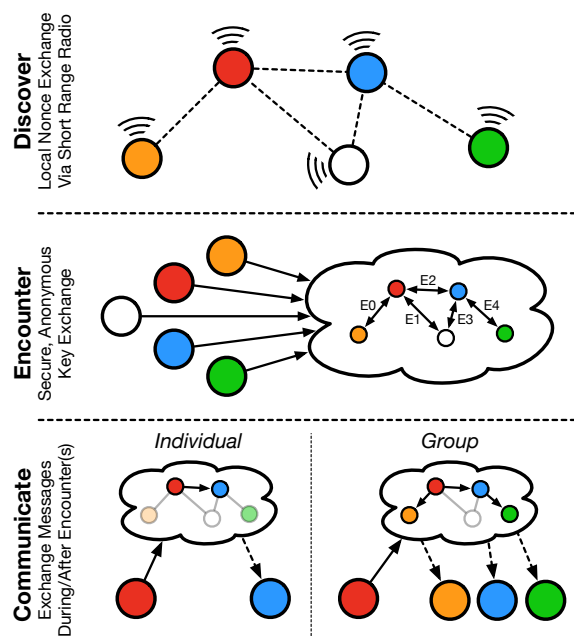 Discover
Local Nonce Exchange
Via Short Range Radio
Encounter
Secure, Anonymous
Key Exchange
E0
E1
E2
E3
E4
Communicate
Exchange Messages
During/After Encounter(s)
Individual
Group